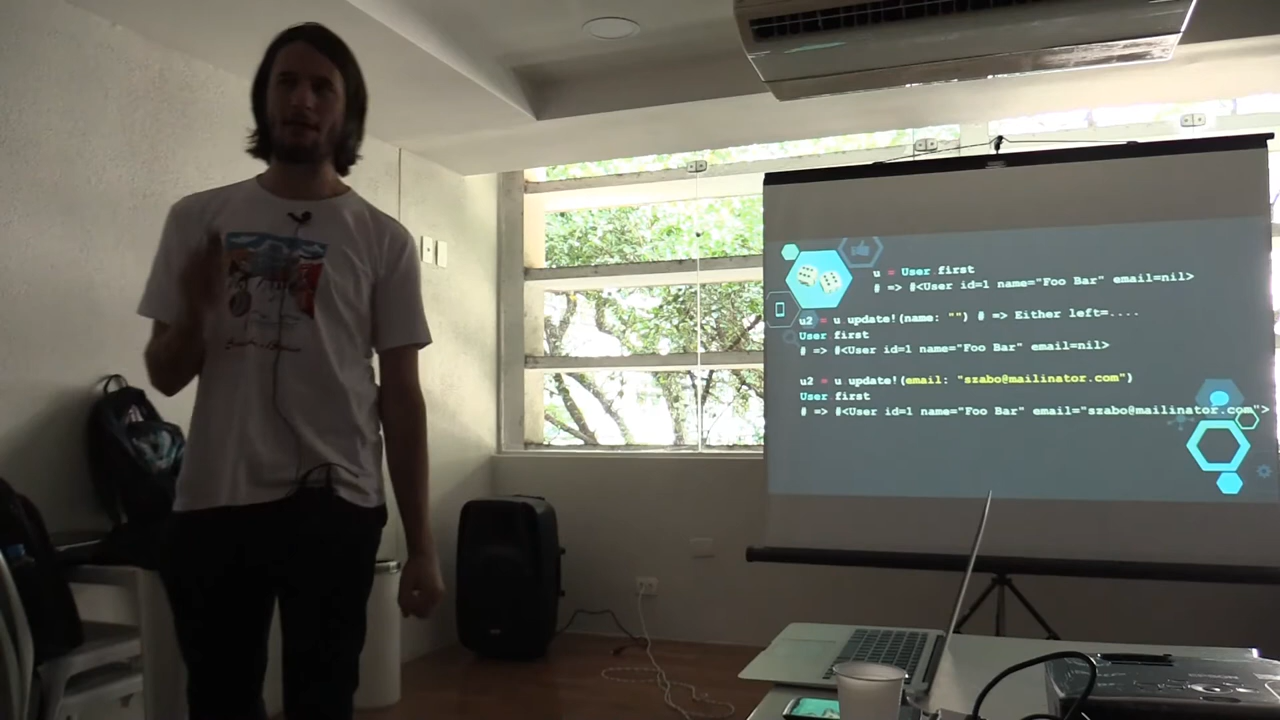 u = User first
# => #<User id=1 name="Foo Bar" email=nil>
u2 = u update!(name: "") # => Either left=....
User first
# => #<User id=1 name="Foo Bar" email=nil>
u2 = u update!(email: "szabo@mailinator.com")
User first
# => #<User id=1 name="Foo Bar" email="szabo@mailinator.com">